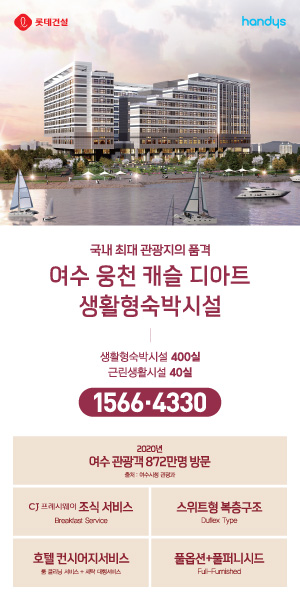 롯데건설
handys
국내 최대 관광지의 품격
여수 웅천 캐슬 디아트
생활형숙박시설
생활형숙박시설 400실
근린생활시설 40실
1566·4330
2020년
여수 관광객 872만명 방문
출처 : 여수시청 관광과
CJ 프레시웨이 조식 서비스
Breakfast Service
스위트형 복층구조
Duflex Type
호텔 컨시어지서비스
룸 클리닝 서비스 + 세탁 대행서비스
풀옵션+풀퍼니시드
Full-Furnished